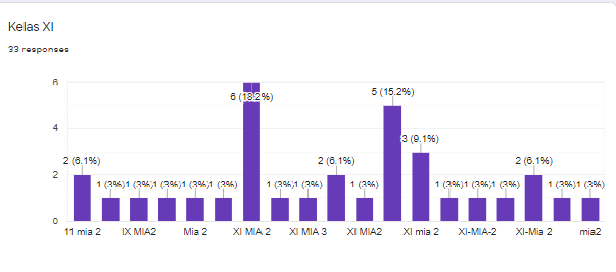 Kelas XI
33 responses
6
4
2
0
6 (18.2%)
5 (15.2%)
3 (9.1%)
2 (6.1%)
2 (6.1%)
2 (6.1%)
1 (3%)1 (3%)1 (3%)1 (3%)1 (3%)
1 (3%)1 (3%)
1 (3%)
1 (3%)1 (3%)1 (3%)
1 (3%)1 (3%)
11 mia 2
IX MIA2
Mia 2
XI MIA 2
XI MIA 3
XI MIA2
XI mia 2
XI-MIA-2
XI-Mia 2
mia2